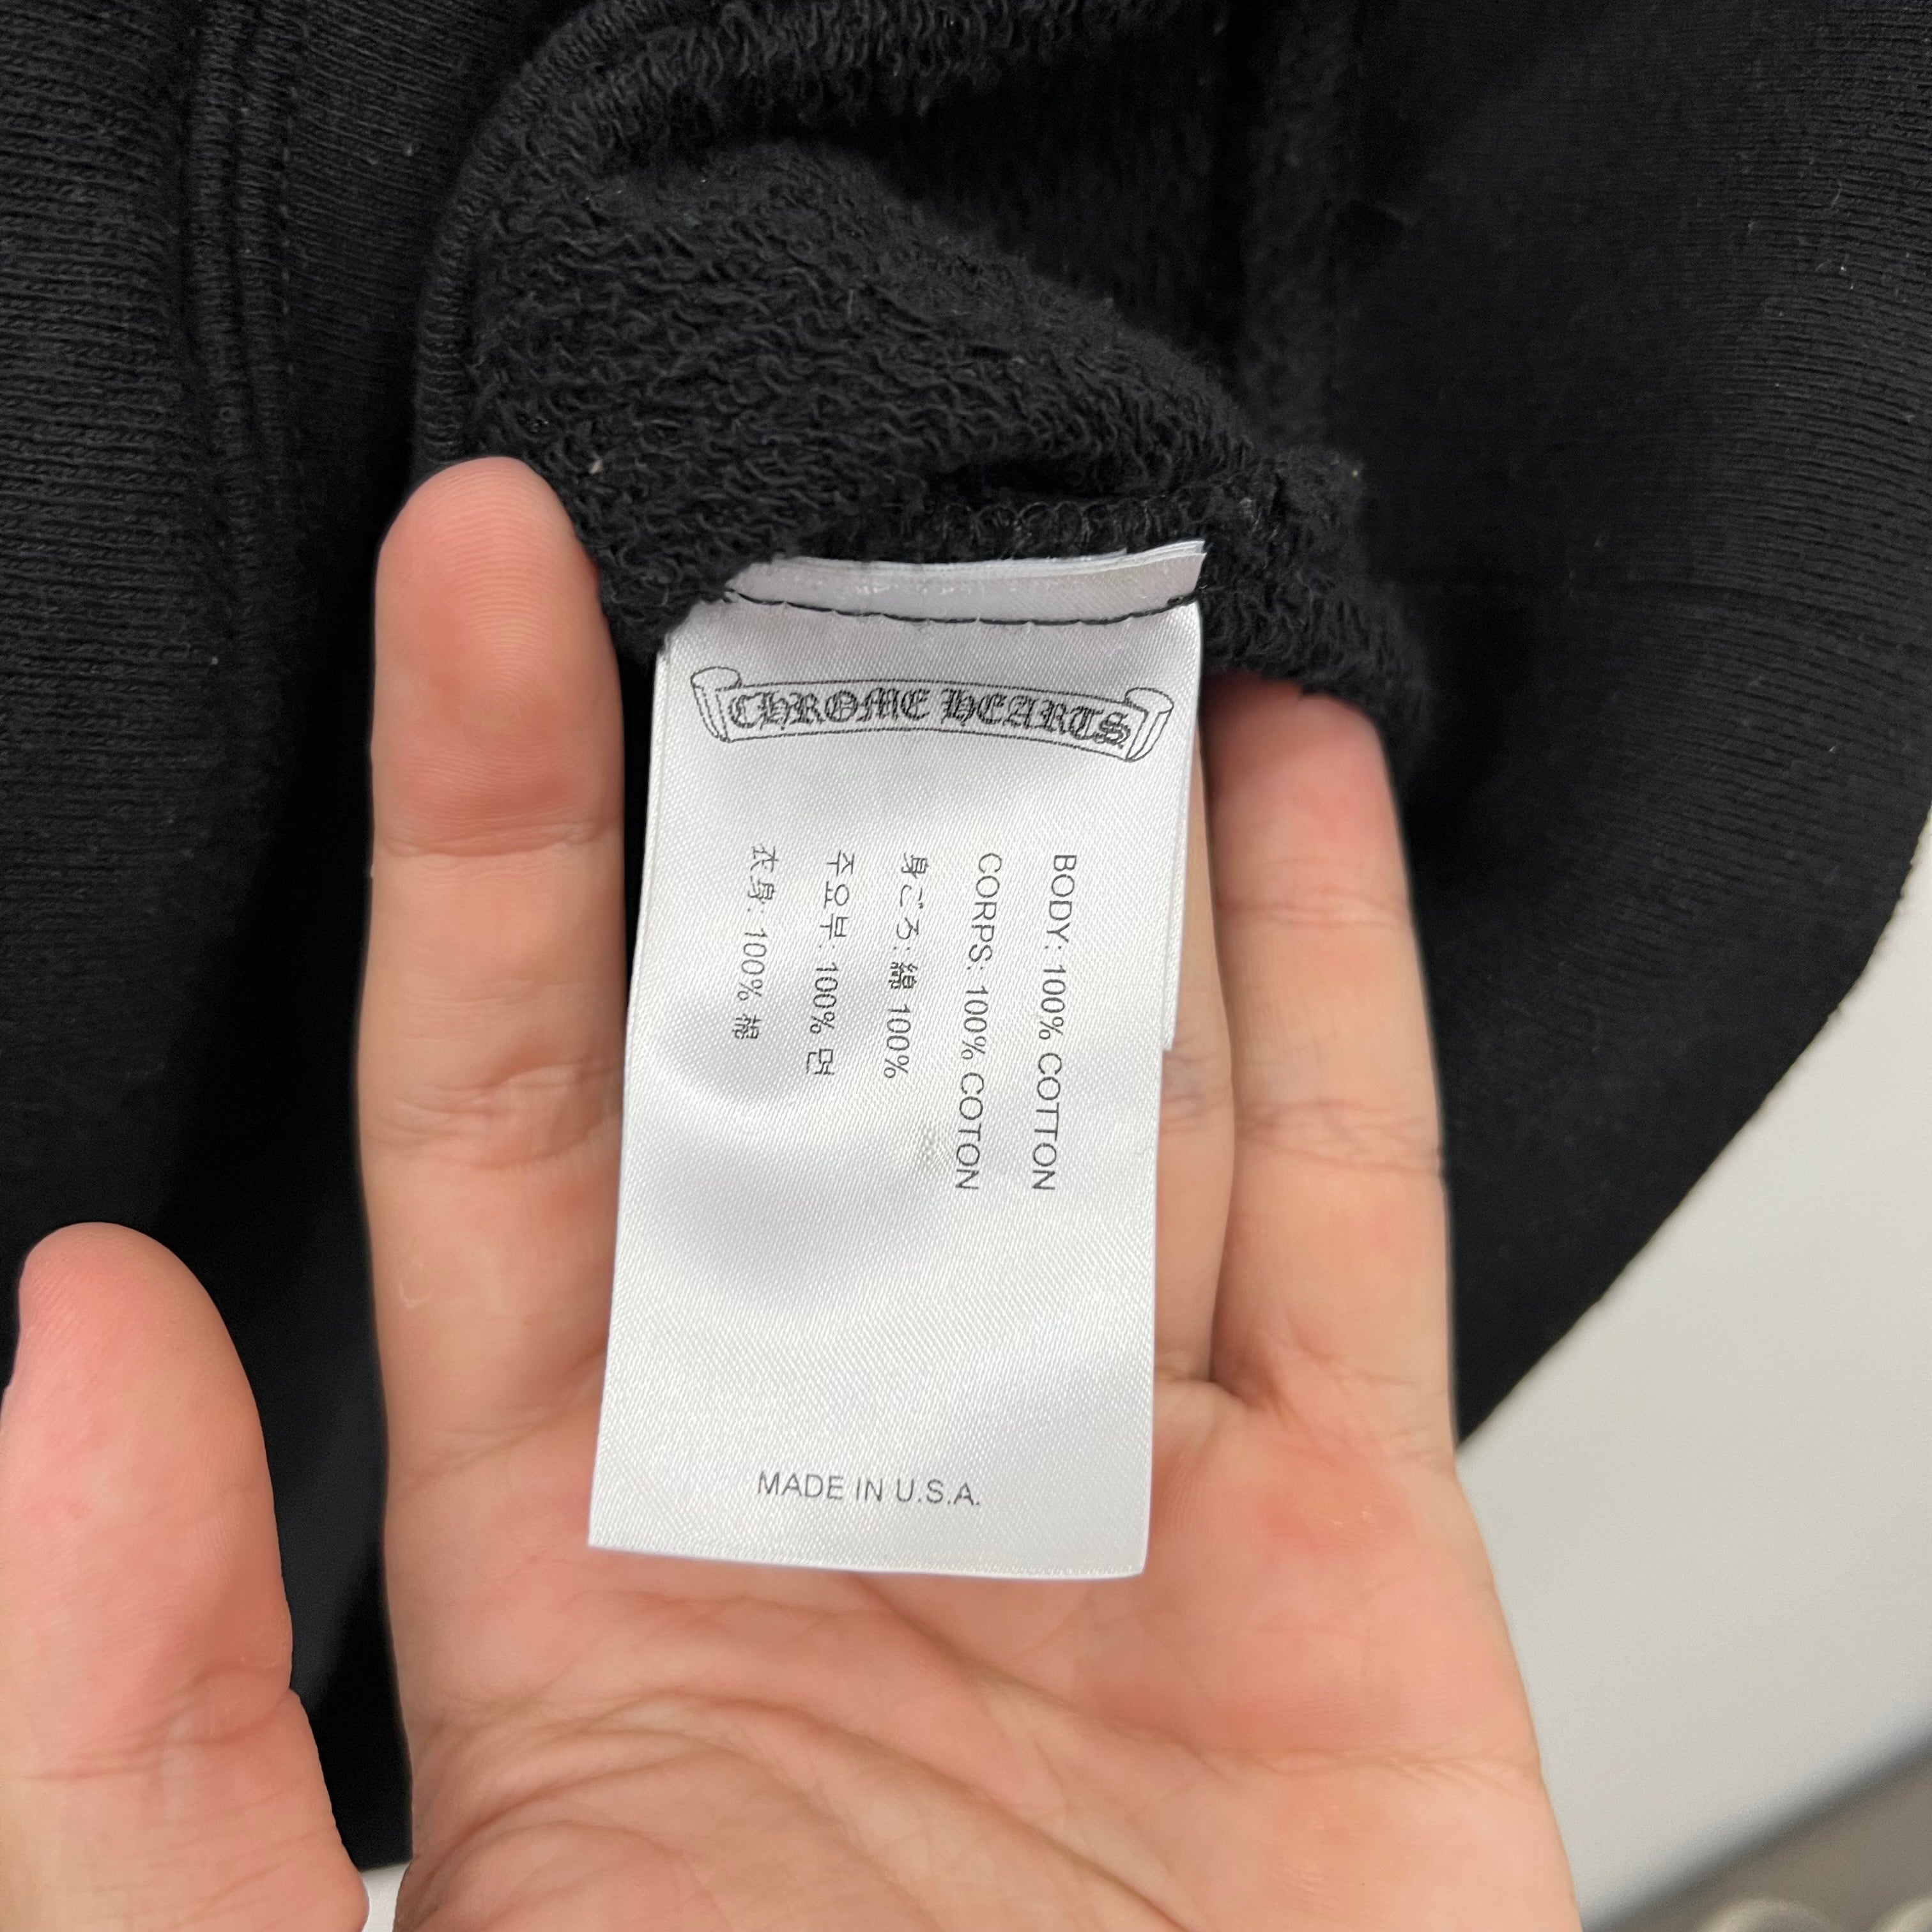 CHROME HEARTS
BODY: 100% COTTON
CORPS: 100% COTON
身ごろ: 綿 100%
주요부: 100% 면
衣身: 100% 棉
MADE IN U.S.A.